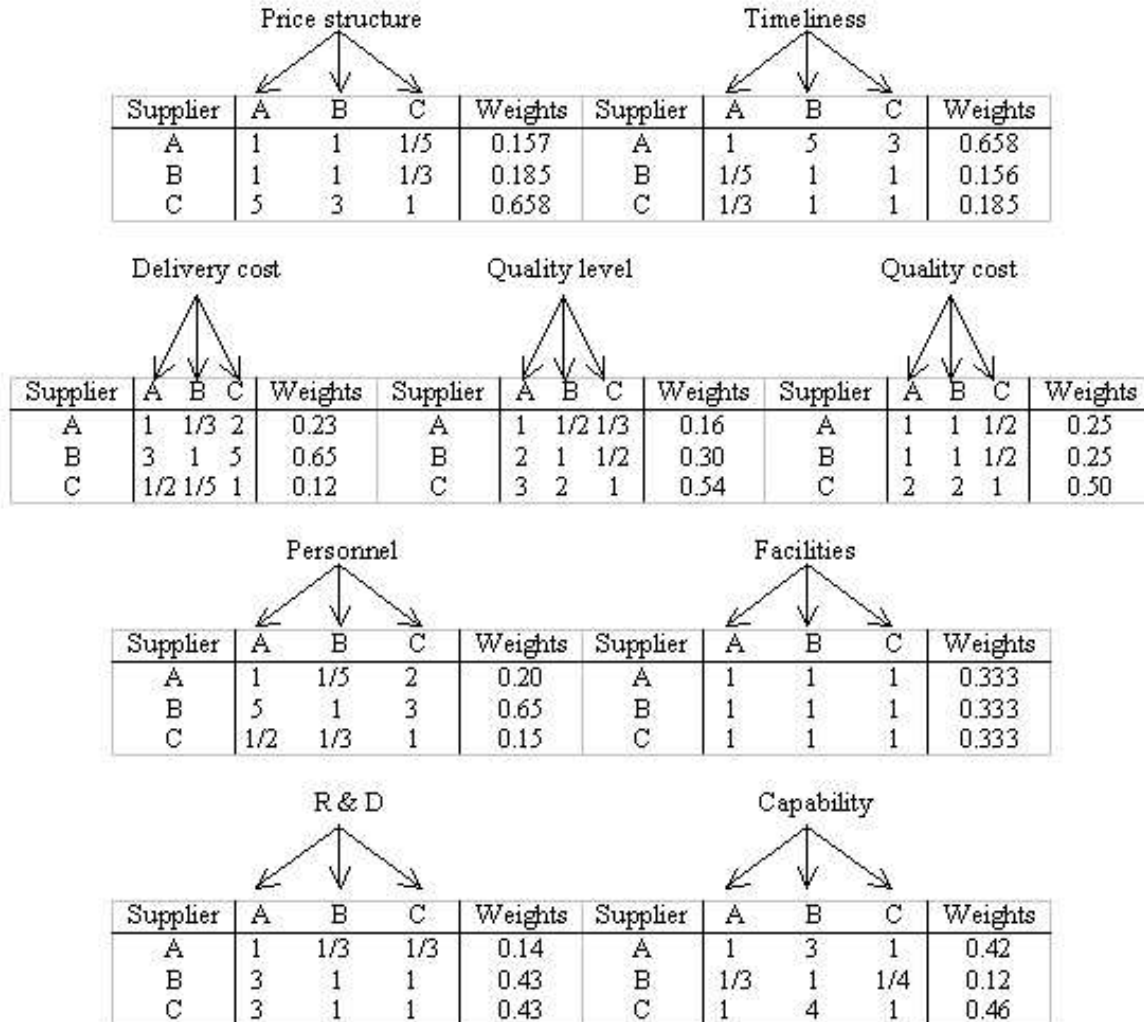 Price structure Timeliness
Supplier A B C Weights Supplier A B C Weights
A 1 1 1/5 0.157 A 1 5 3 0.658
B 1 1 1/3 0.185 B 1/5 1 1 0.156
C 5 3 1 0.658 C 1/3 1 1 0.185
Delivery cost Quality level Quality cost
Supplier A B C Weights Supplier A B C Weights Supplier A B C Weights
A 1 1/3 2 0.23 A 1 1/2 1/3 0.16 A 1 1 1/2 0.25
B 3 1 5 0.65 B 2 1 1/2 0.30 B 1 1 1/2 0.25
C 1/2 1/5 1 0.12 C 3 2 1 0.54 C 2 2 1 0.50
Personnel Facilities
Supplier A B C Weights Supplier A B C Weights
A 1 1/5 2 0.20 A 1 1 1 0.333
B 5 1 3 0.65 B 1 1 1 0.333
C 1/2 1/3 1 0.15 C 1 1 1 0.333
R & D Capability
Supplier A B C Weights Supplier A B C Weights
A 1 1/3 1/3 0.14 A 1 3 1 0.42
B 3 1 1 0.43 B 1/3 1 1/4 0.12
C 3 1 1 0.43 C 1 4 1 0.46